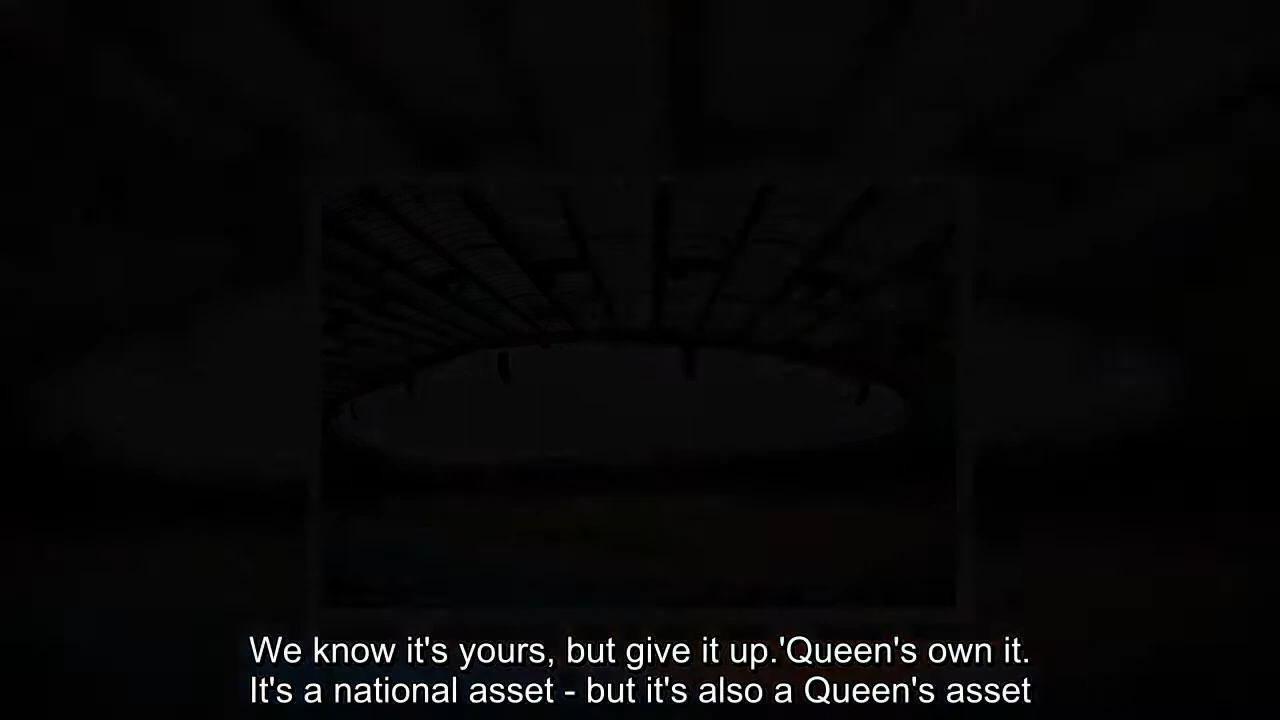 We know it's yours, but give it up.'Queen's own it.
It's a national asset - but it's also a Queen's asset